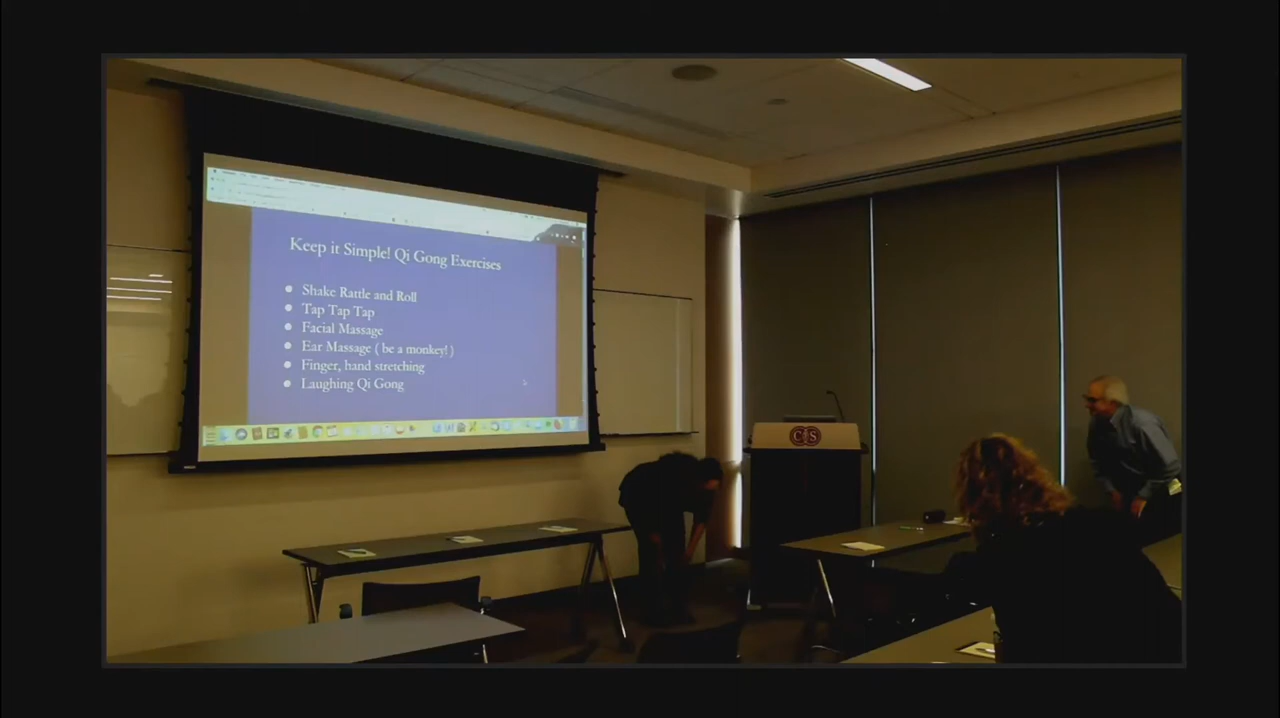 Keep it Simple! Qi Gong Exercises
Shake Rattle and Roll
Tap Tap Tap
Facial Massage
Ear Massage ( be a monkey! )
Finger, hand stretching
Laughing Qi Gong